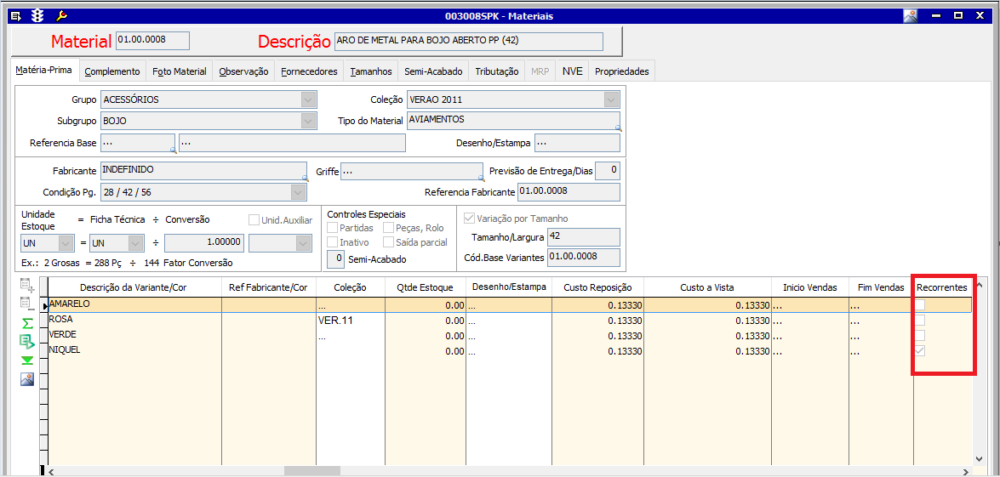 003008SPK - Materiais
Material 01.00.0008 Descrição ARO DE METAL PARA BOJO ABERTO PP (42)
Matéria-Prima Complemento Foto Material Observação Fornecedores Tamanhos Semi-Acabado Tributação MRP NVE Propriedades
Grupo ACESSÓRIOS Coleção VERAO 2011
Subgrupo BOJO Tipo do Material AVIAMENTOS
Referencia Base ... ... Desenho/Estampa ...
Fabricante INDEFINIDO Griffe ... Previsão de Entrega/Dias 0
Condição Pg. 28 / 42 / 56 Referencia Fabricante 01.00.0008
Unidade Estoque = Ficha Técnica ÷ Conversão Unid.Auxiliar
UN = UN ÷ 1.00000
Ex.: 2 Grosas = 288 Pç ÷ 144 Fator Conversão
Controles Especiais
Partidas Peças, Rolo
Inativo Saída parcial
0 Semi-Acabado
Variação por Tamanho
Tamanho/Largura 42
Cód.Base Variantes 01.00.0008
Descrição da Variante/Cor Ref Fabricante/Cor Coleção Qtde Estoque Desenho/Estampa Custo Reposição Custo a Vista Inicio Vendas Fim Vendas Recorrentes
AMARELO ... 0.00 ... 0.13330 0.13330 ... ...
ROSA VER.11 0.00 ... 0.13330 0.13330 ... ...
VERDE ... 0.00 ... 0.13330 0.13330 ... ...
NIQUEL 0.00 ... 0.13330 0.13330 ... ...